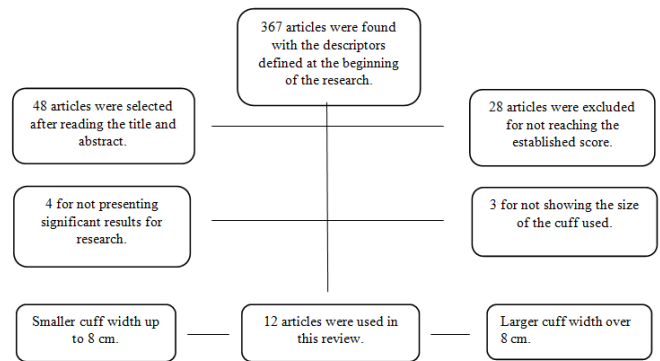 367 articles were found
with the descriptors
defined at the beginning
of the research.
48 articles were selected
after reading the title and
abstract.
28 articles were excluded
for not reaching the
established score.
4 for not presenting
significant results for
research.
3 for not showing the size
of the cuff used.
Smaller cuff width up
to 8 cm.
12 articles were used in
this review.
Larger cuff width over
8 cm.